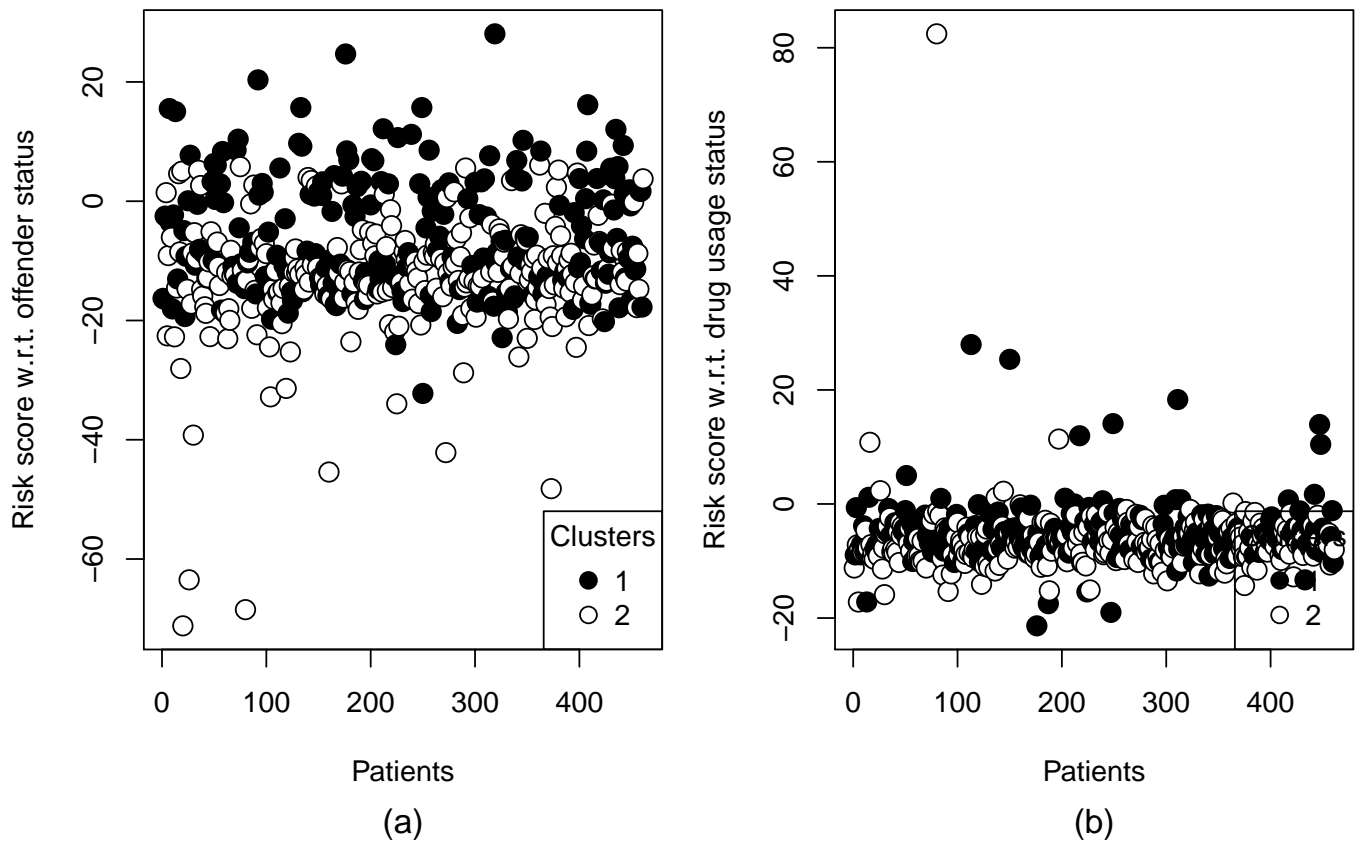 Risk score w.r.t. offender status
20
0
−20
−40
−60
0 100 200 300 400
Patients
(a)
Clusters
1
2
Risk score w.r.t. drug usage status
80
60
40
20
0
−20
0 100 200 300 400
Patients
(b)
2